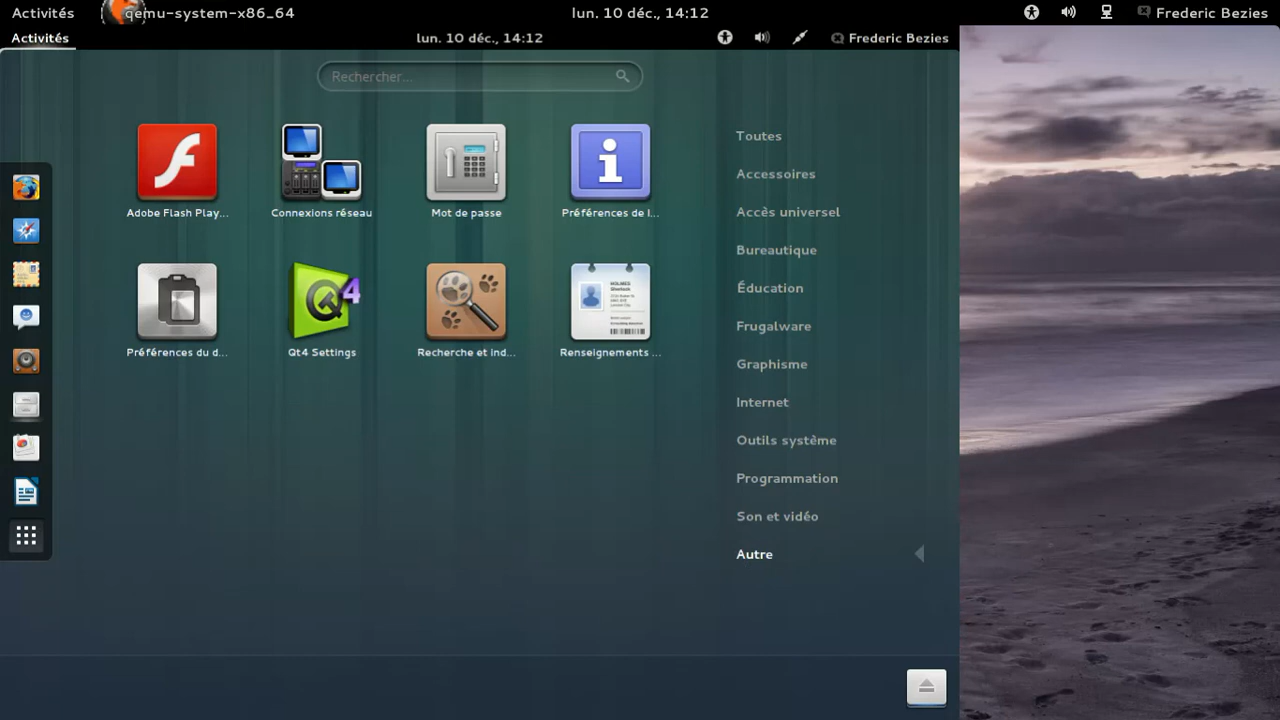 Activités qemu-system-x86_64 lun. 10 déc., 14:12 Frederic Bezies
Activités lun. 10 déc., 14:12 Frederic Bezies
Rechercher...
Adobe Flash Play... Connexions réseau Mot de passe Préférences de l...
Préférences du d... Qt4 Settings Recherche et ind... Renseignements ...
Toutes
Accessoires
Accès universel
Bureautique
Éducation
Frugalware
Graphisme
Internet
Outils système
Programmation
Son et vidéo
Autre